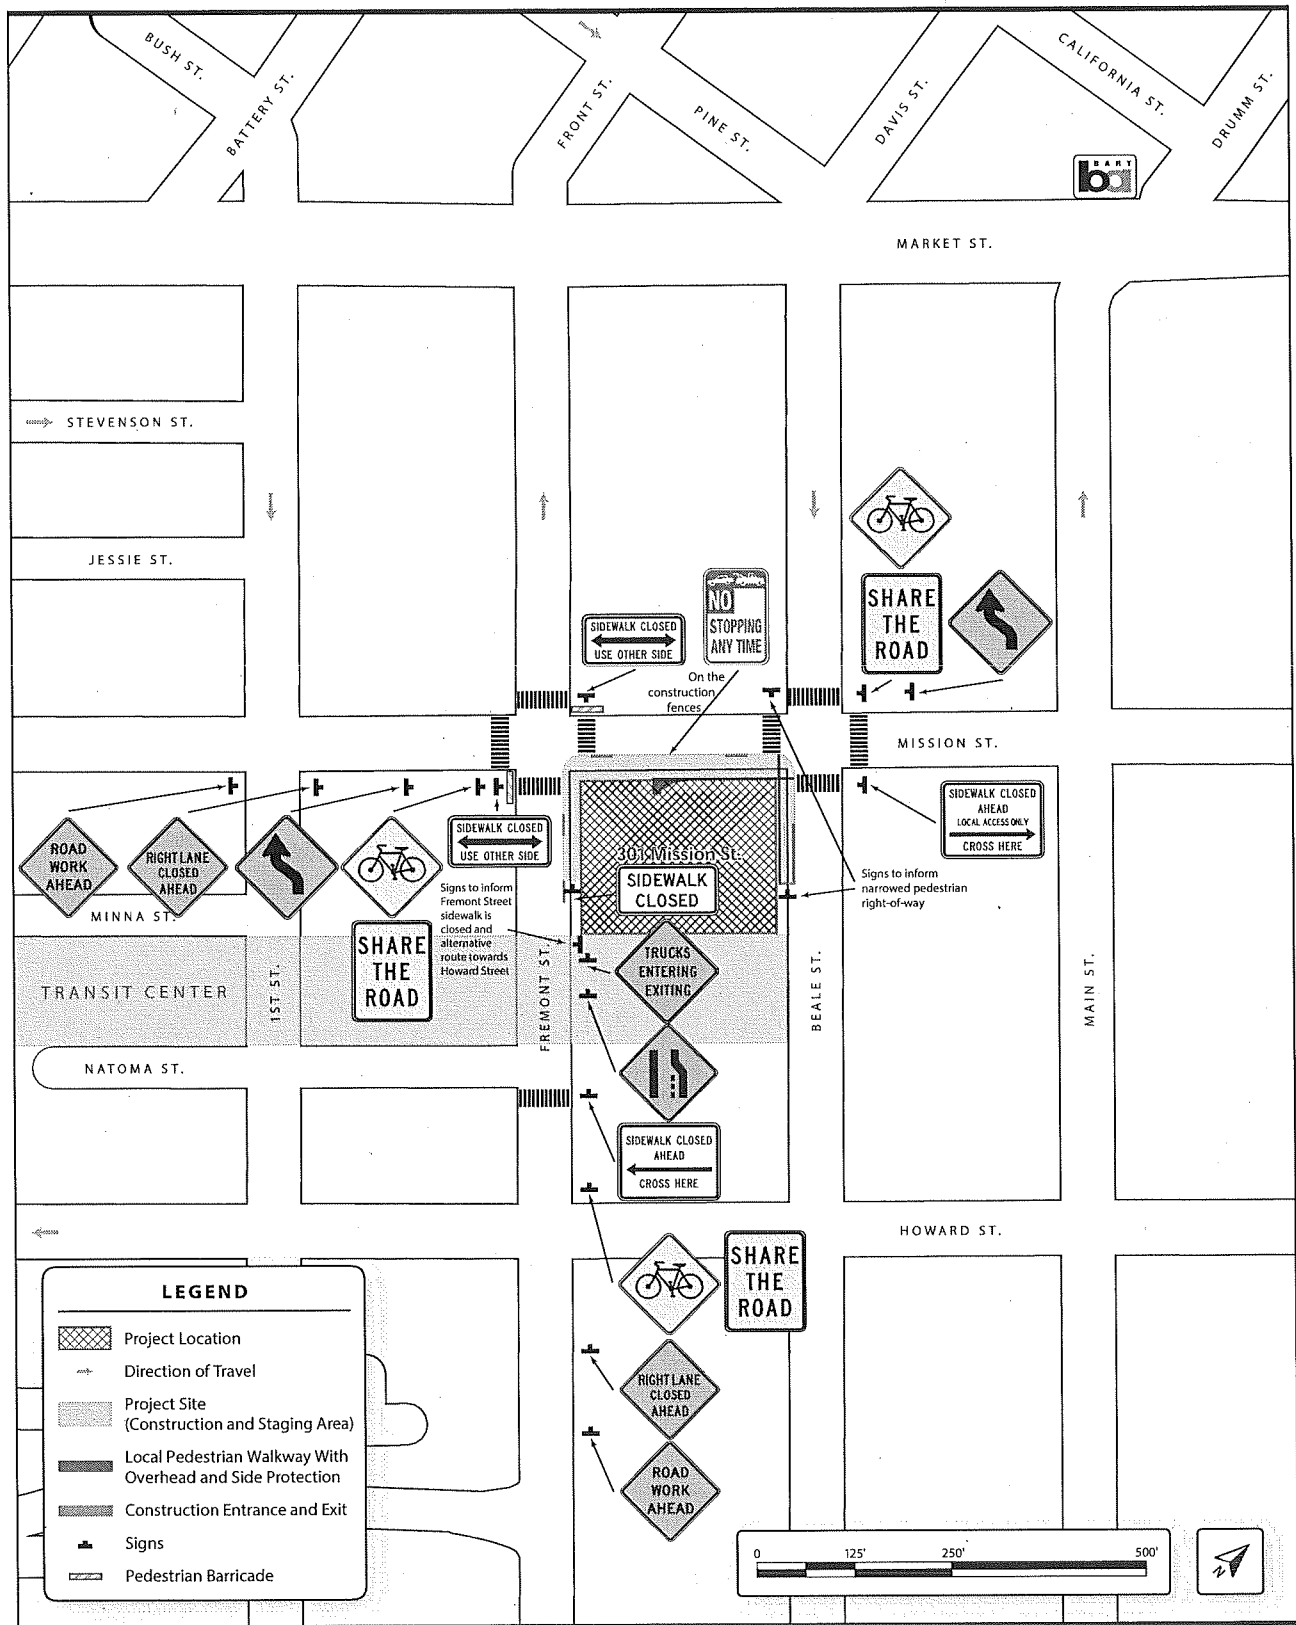 BUSH ST.
BATTERY ST.
FRONT ST.
PINE ST.
DAVIS ST.
CALIFORNIA ST.
DRUMM ST.
BART
ba
MARKET ST.
STEVENSON ST.
JESSIE ST.
SIDEWALK CLOSED
USE OTHER SIDE
NO
STOPPING
ANY TIME
On the
construction
fences
SHARE
THE
ROAD
MISSION ST.
ROAD
WORK
AHEAD
RIGHT LANE
CLOSED
AHEAD
SIDEWALK CLOSED
USE OTHER SIDE
SHARE
THE
ROAD
Signs to inform
Fremont Street
sidewalk is
closed and
alternative
route towards
Howard Street
301 Mission St.
SIDEWALK
CLOSED
SIDEWALK CLOSED
AHEAD
LOCAL ACCESS ONLY
CROSS HERE
Signs to inform
narrowed pedestrian
right-of-way
MINNA ST.
TRANSIT CENTER
1ST ST.
FREMONT ST.
BEALE ST.
MAIN ST.
TRUCKS
ENTERING
EXITING
NATOMA ST.
SIDEWALK CLOSED
AHEAD
CROSS HERE
HOWARD ST.
SHARE
THE
ROAD
RIGHT LANE
CLOSED
AHEAD
ROAD
WORK
AHEAD
LEGEND
Project Location
Direction of Travel
Project Site
(Construction and Staging Area)
Local Pedestrian Walkway With
Overhead and Side Protection
Construction Entrance and Exit
Signs
Pedestrian Barricade
0 125' 250' 500'
N